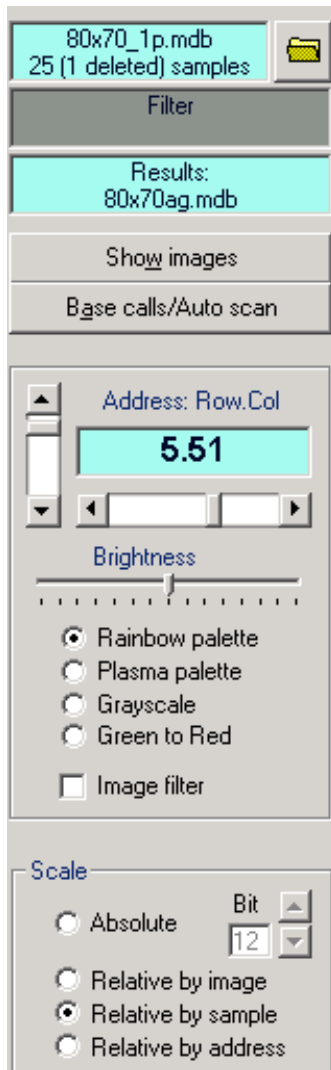 80x70_1p.mdb
25 (1 deleted) samples
Filter
Results:
80x70ag.mdb
Show images
Base calls/Auto scan
Address: Row.Col
5.51
Brightness
Rainbow palette
Plasma palette
Grayscale
Green to Red
Image filter
Scale
Bit
Absolute
12
Relative by image
Relative by sample
Relative by address